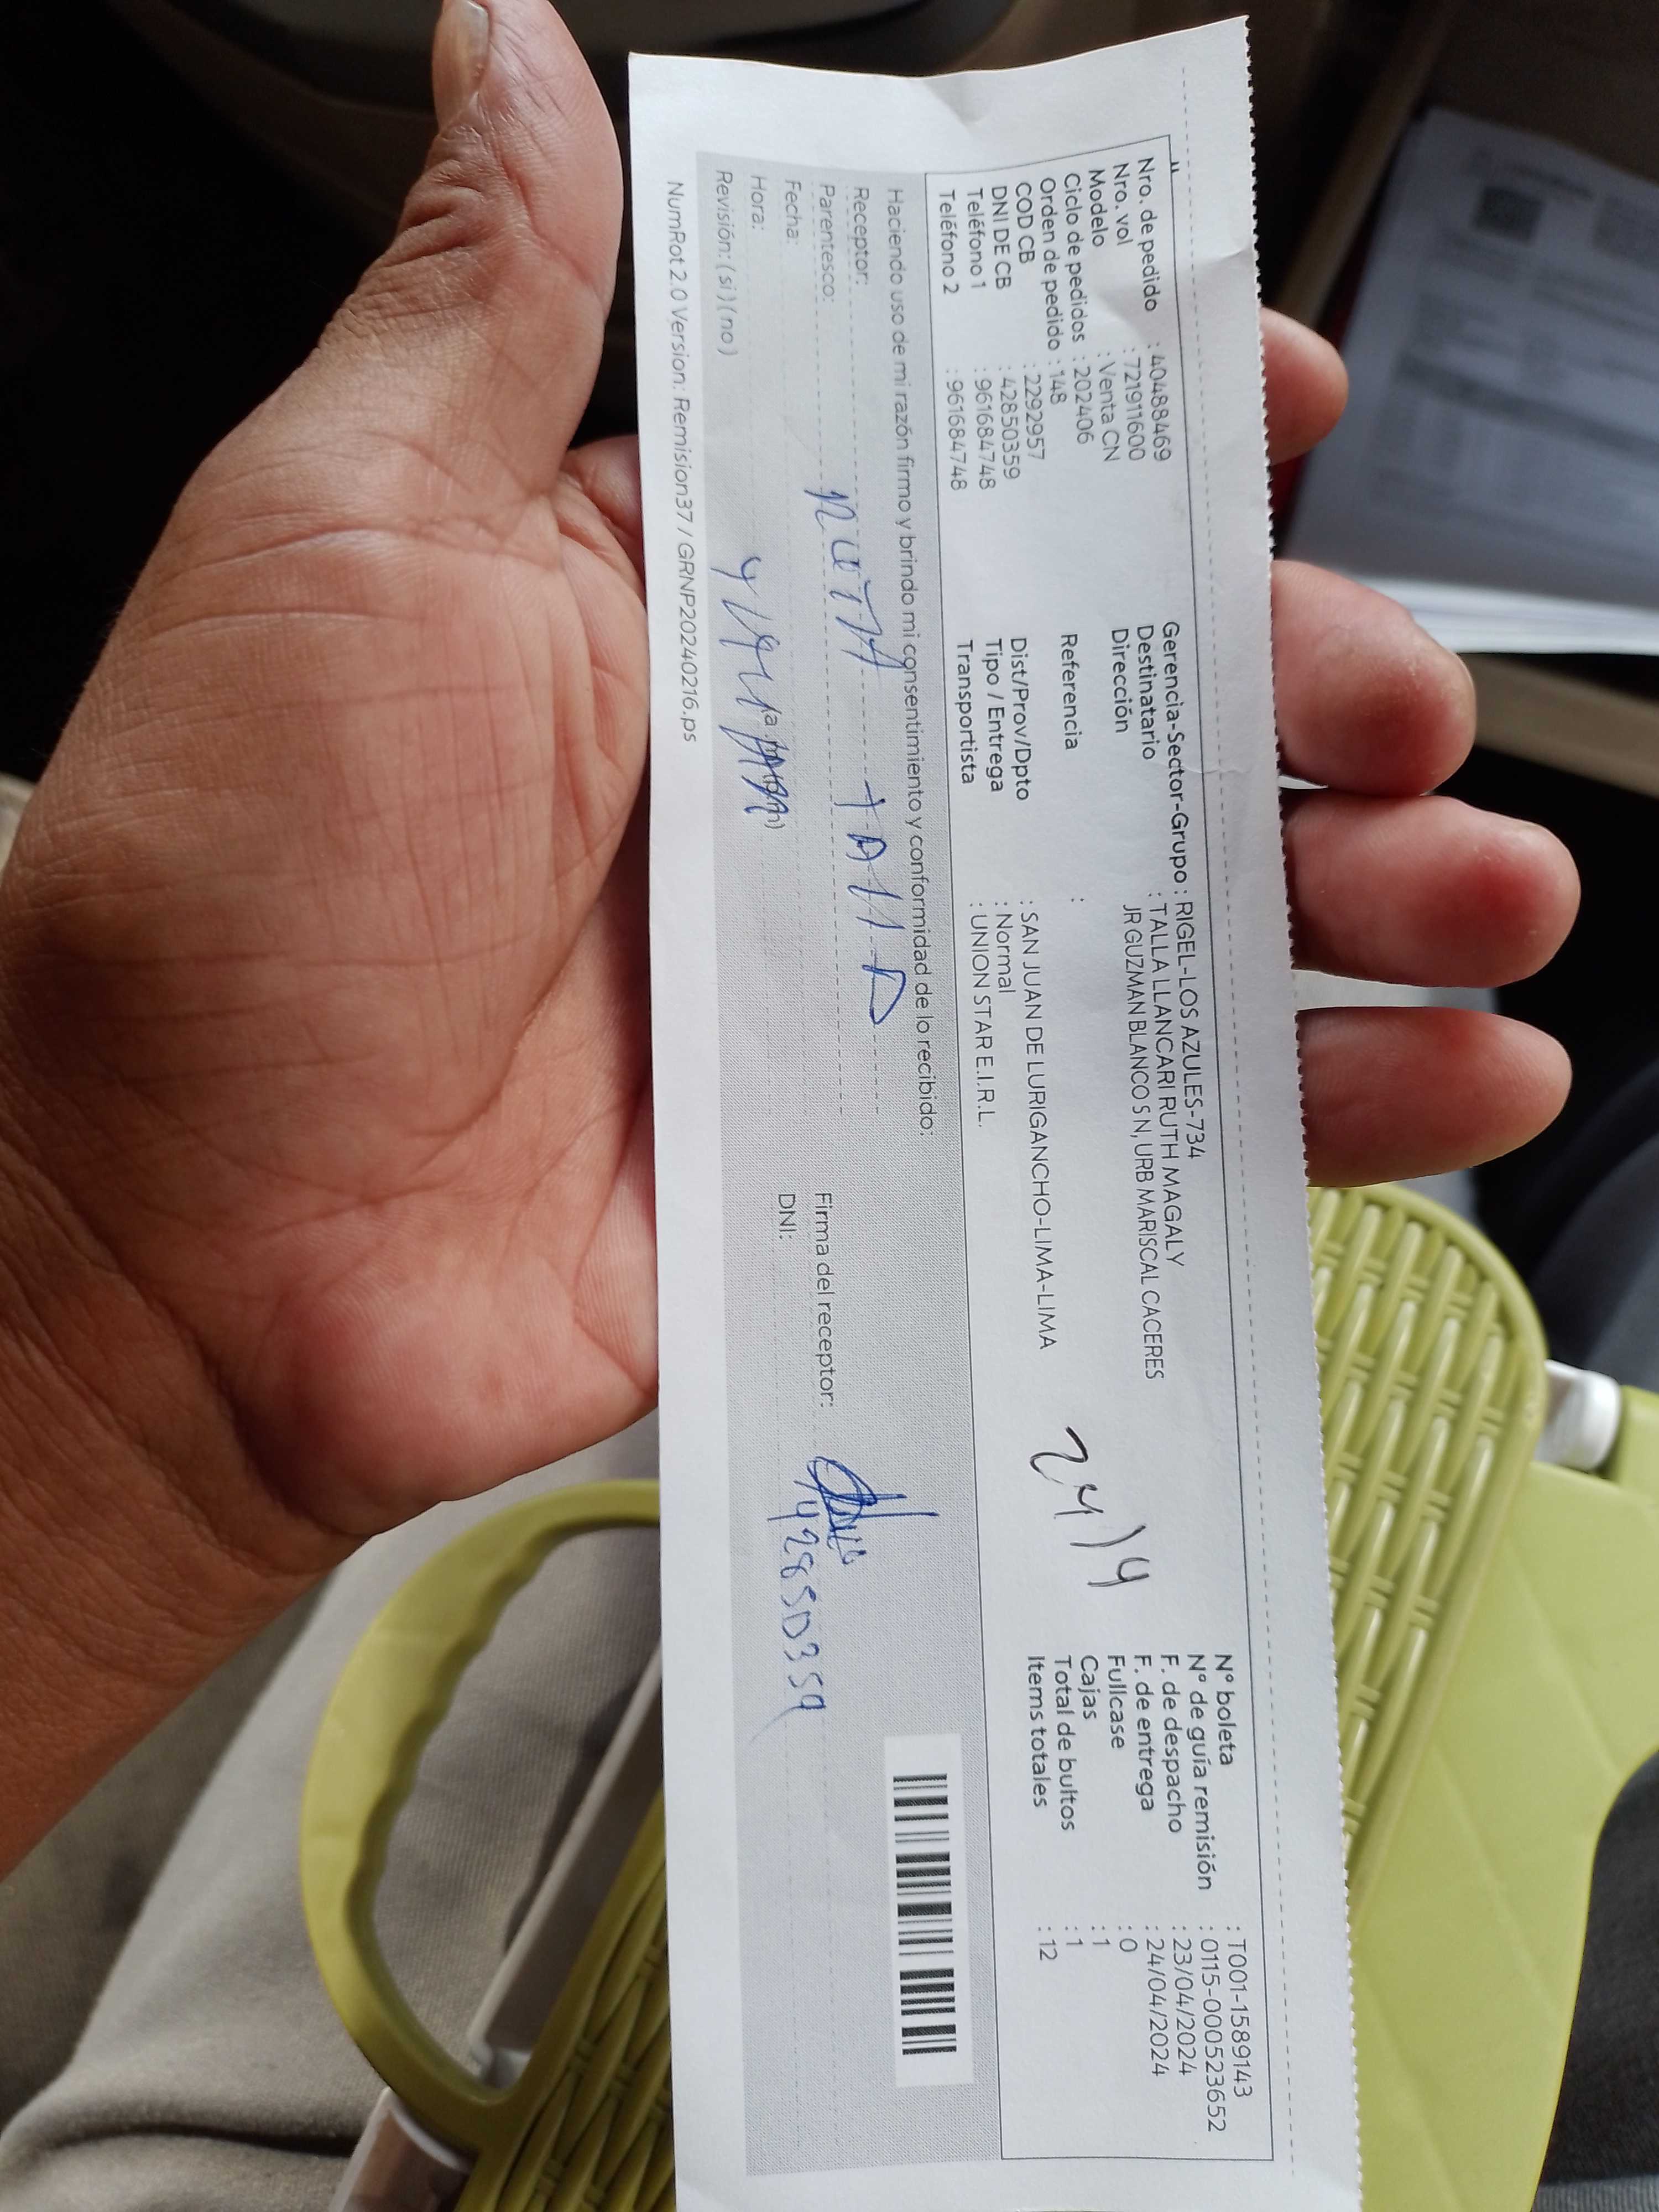 Nro. de pedido : 40488469
Nro. vol : 721911600
Modelo : Venta CN
Ciclo de pedidos : 202406
Orden de pedido : 148
COD CB : 2292957
DNI DE CB : 42850359
Teléfono 1 : 961684748
Teléfono 2 : 961684748
Gerencia-Sector-Grupo : RIGEL-LOS AZULES-734
Destinatario : TALLA LLANCARI RUTH MAGALY
Dirección JR GUZMAN BLANCO S N, URB MARISCAL CACERES
Referencia :
Dist/Prov/Dpto : SAN JUAN DE LURIGANCHO-LIMA-LIMA
Tipo / Entrega : Normal
Transportista : UNION STAR E.I.R.L.
24/4
N° boleta : T001-1589143
N° de guía remisión : 0115-000523652
F. de despacho : 23/04/2024
F. de entrega : 24/04/2024
Fullcase : 0
Cajas : 1
Total de bultos : 1
Items totales : 12
Haciendo uso de mi razón firmo y brindo mi consentimiento y conformidad de lo recibido:
Receptor:
Parentesco:
Fecha:
Hora:
Revisión: (si) (no)
Firma del receptor:
DNI: 42850359
NumRot 2.0 Version: Remision37 / GRNP20240216.ps